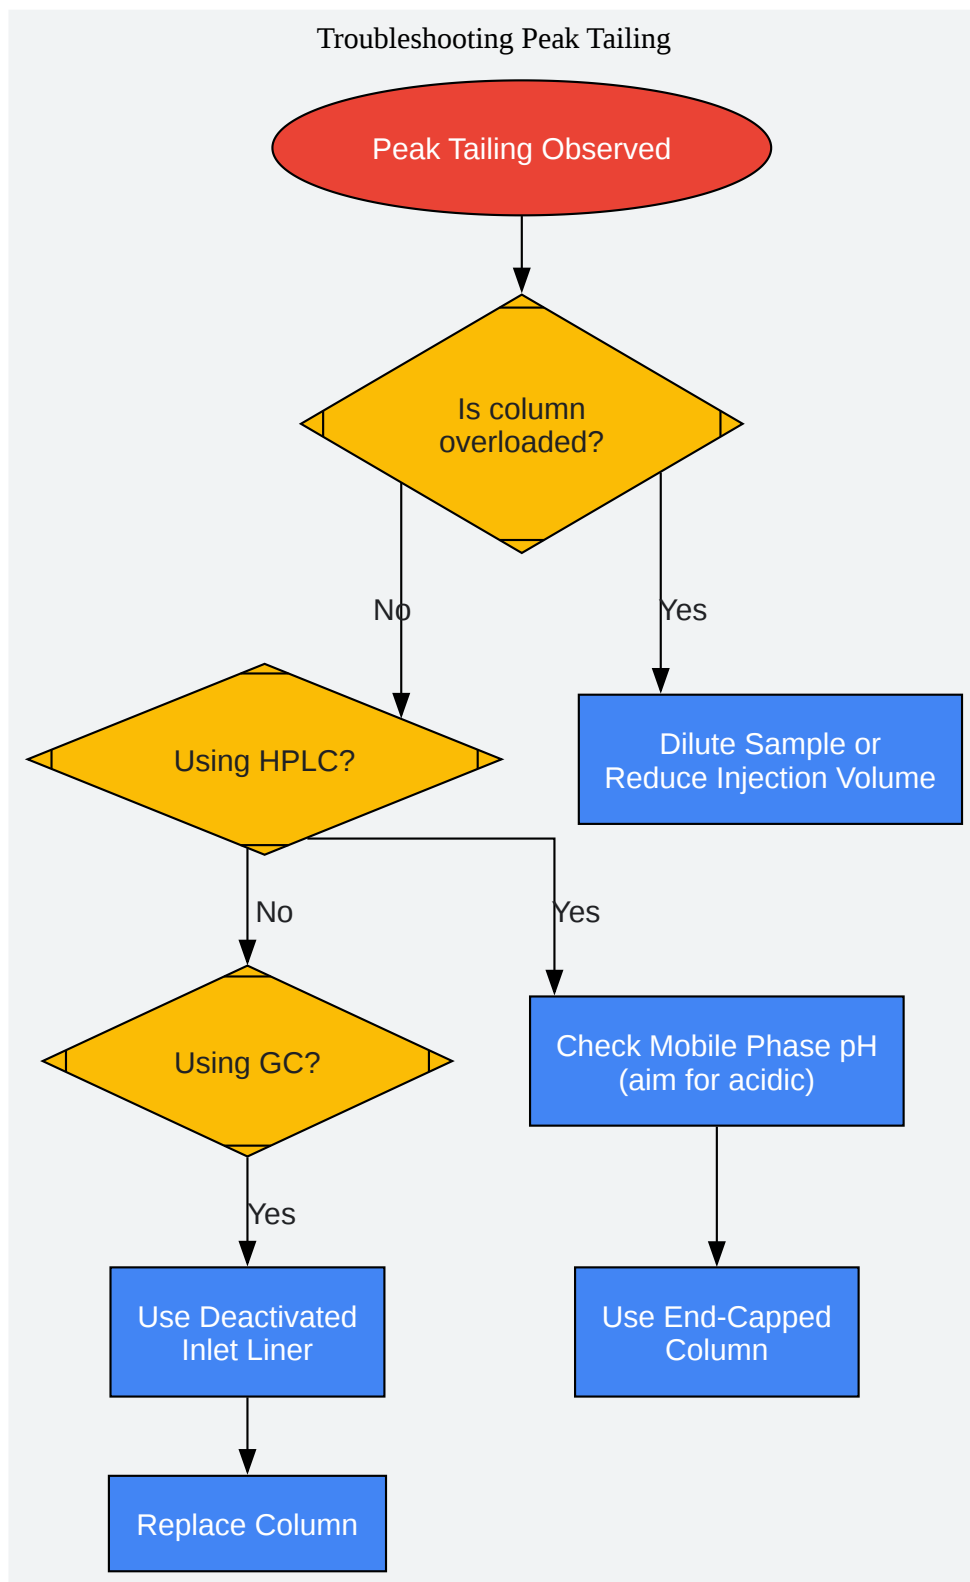 Troubleshooting Peak Tailing
Peak Tailing Observed
Is column
overloaded?
No
Yes
Using HPLC?
Dilute Sample or
Reduce Injection Volume
No
Yes
Using GC?
Check Mobile Phase pH
(aim for acidic)
Yes
Use Deactivated
Inlet Liner
Use End-Capped
Column
Replace Column